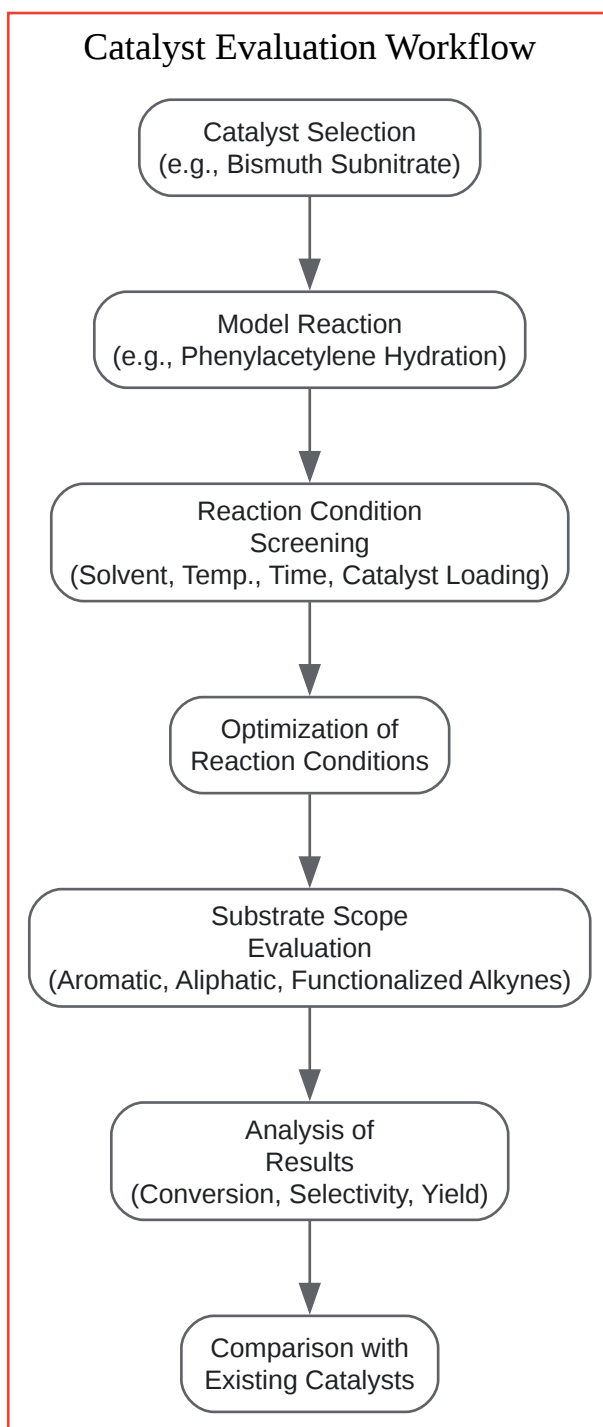 Catalyst Evaluation Workflow
Catalyst Selection
(e.g., Bismuth Subnitrate)
Model Reaction
(e.g., Phenylacetylene Hydration)
Reaction Condition
Screening
(Solvent, Temp., Time, Catalyst Loading)
Optimization of
Reaction Conditions
Substrate Scope
Evaluation
(Aromatic, Aliphatic, Functionalized Alkynes)
Analysis of
Results
(Conversion, Selectivity, Yield)
Comparison with
Existing Catalysts